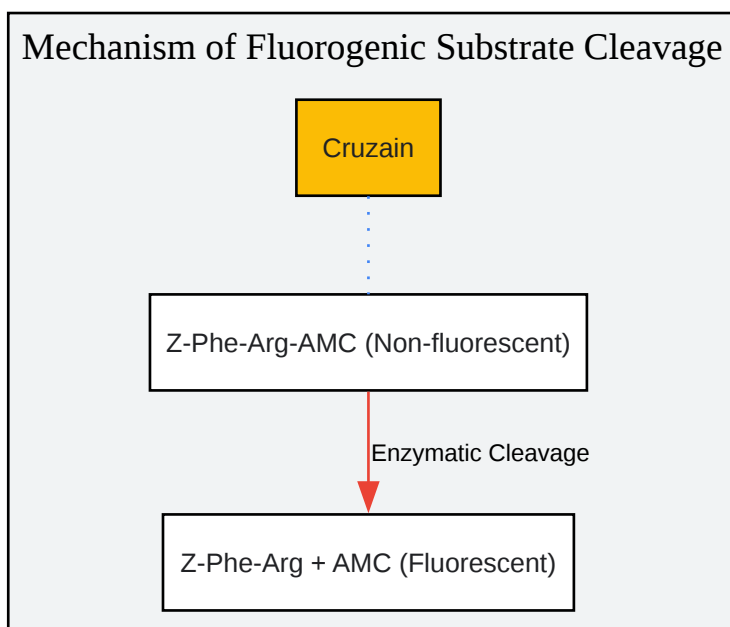 Mechanism of Fluorogenic Substrate Cleavage
Cruzain
Z-Phe-Arg-AMC (Non-fluorescent)
Enzymatic Cleavage
Z-Phe-Arg + AMC (Fluorescent)